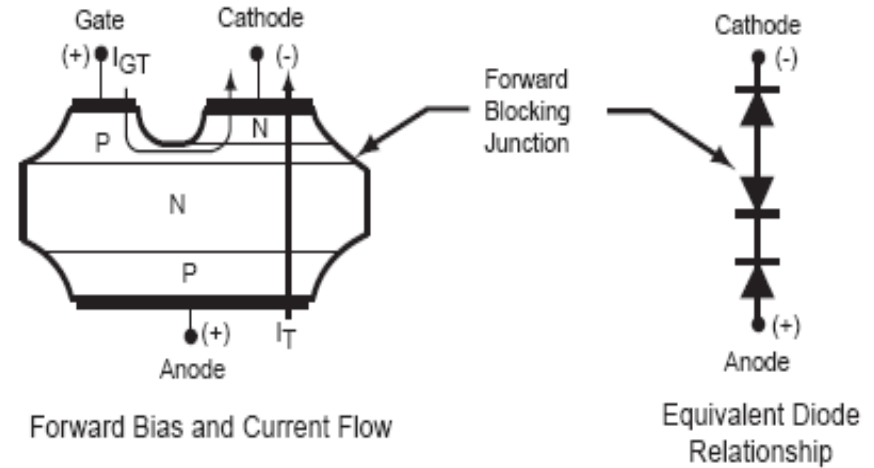 Gate
Cathode
(+)
IGT
(-)
P
N
N
P
(+)
IT
Anode
Forward Bias and Current Flow
Forward
Blocking
Junction
Cathode
(-)
(+)
Anode
Equivalent Diode
Relationship